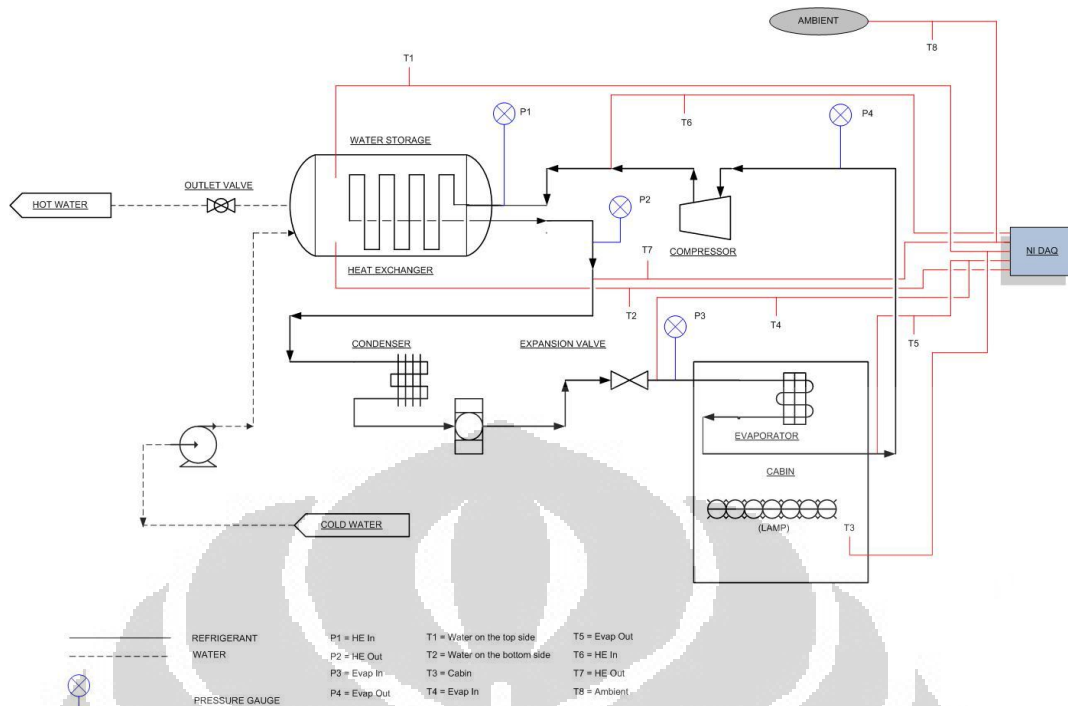 AMBIENT
T8
T1
T6
P1
P4
WATER STORAGE
OUTLET VALVE
HOT WATER
P2
COMPRESSOR
NI DAQ
HEAT EXCHANGER
T7
T2
T4
P3
T5
CONDENSER
EXPANSION VALVE
EVAPORATOR
CABIN
COLD WATER
(LAMP)
T3
REFRIGERANT
WATER
PRESSURE GAUGE
P1 = HE In
P2 = HE Out
P3 = Evap In
P4 = Evap Out
T1 = Water on the top side
T2 = Water on the bottom side
T3 = Cabin
T4 = Evap In
T5 = Evap Out
T6 = HE In
T7 = HE Out
T8 = Ambient